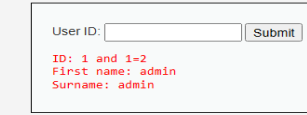 User ID: Submit
ID: 1 and 1=2
First name: admin
Surname: admin